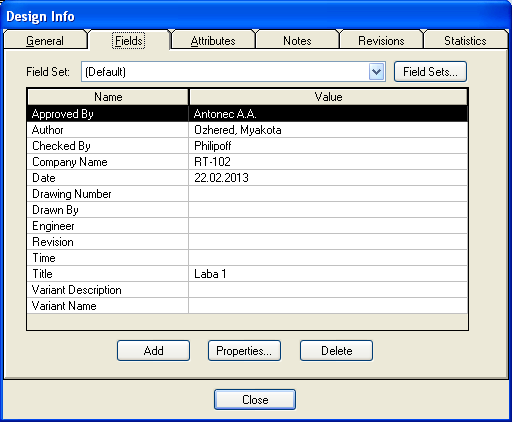 Design Info
General Fields Attributes Notes Revisions Statistics
Field Set: (Default) Field Sets...
Name Value
Approved By Antonec A.A.
Author Ozhered, Myakota
Checked By Philipoff
Company Name RT-102
Date 22.02.2013
Drawing Number
Drawn By
Engineer
Revision
Time
Title Laba 1
Variant Description
Variant Name
Add Properties... Delete
Close